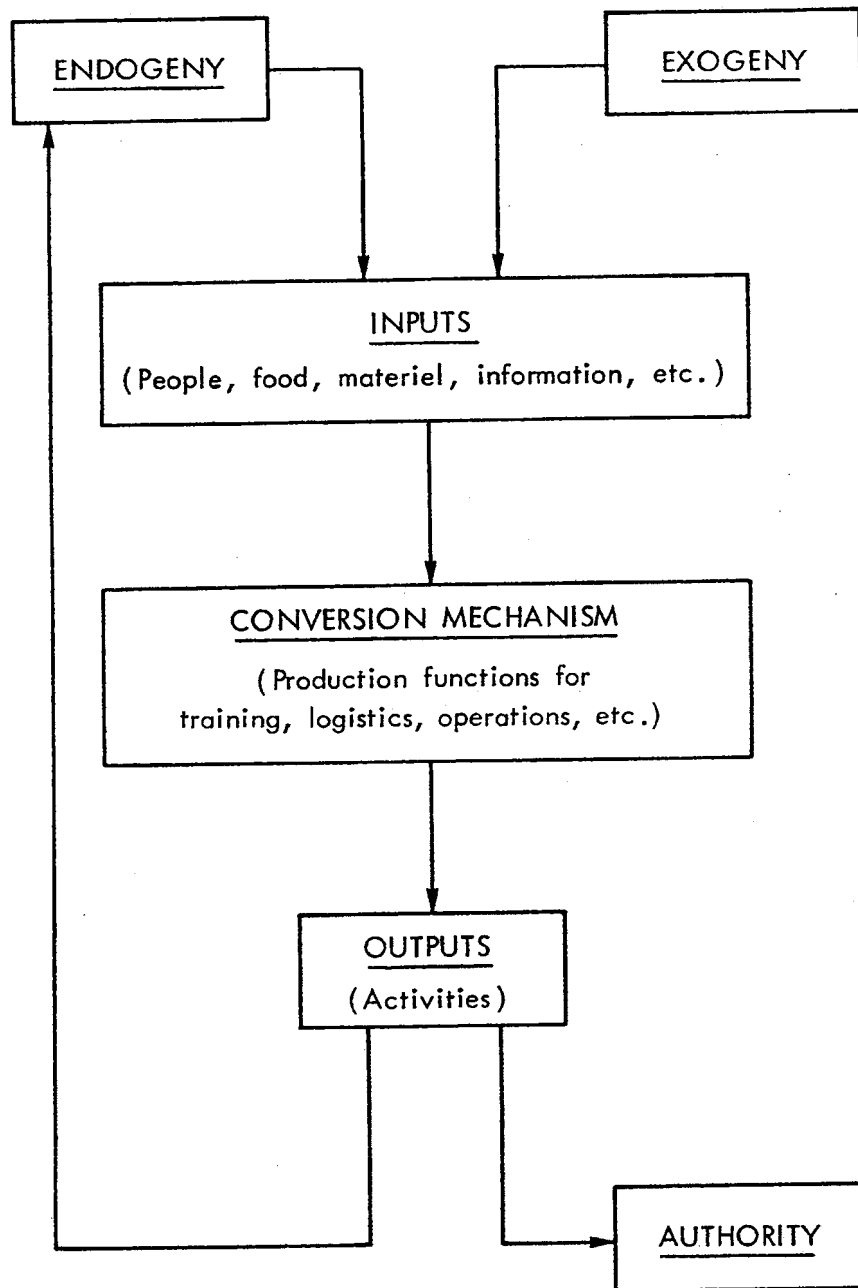 ENDOGENY
EXOGENY
INPUTS
(People, food, materiel, information, etc.)
CONVERSION MECHANISM
(Production functions for
training, logistics, operations, etc.)
OUTPUTS
(Activities)
AUTHORITY